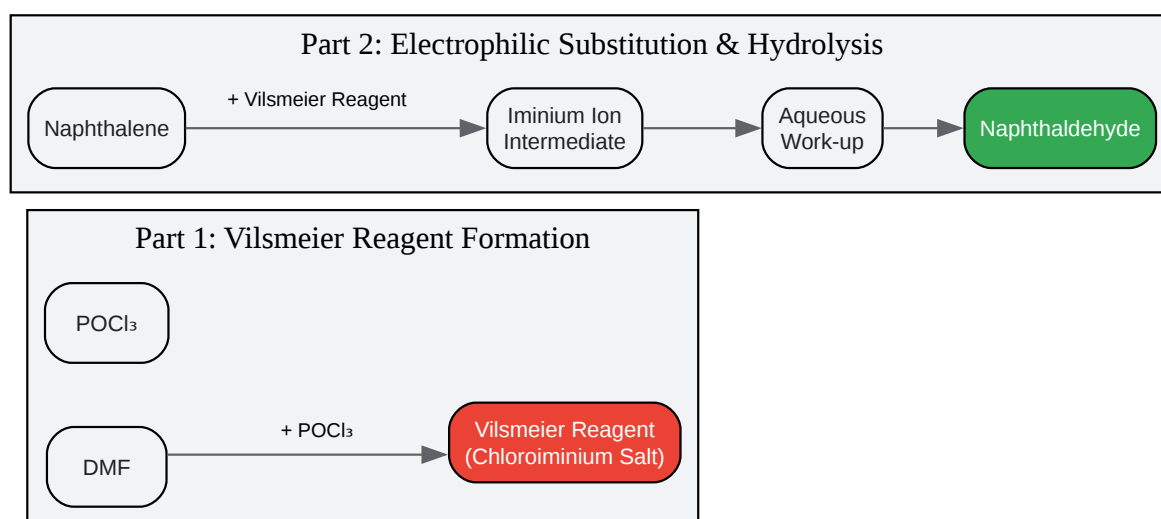 Part 2: Electrophilic Substitution & Hydrolysis
Naphthalene
+ Vilsmeier Reagent
Iminium Ion
Intermediate
Aqueous
Work-up
Naphthaldehyde
Part 1: Vilsmeier Reagent Formation
POCl₃
DMF
+ POCl₃
Vilsmeier Reagent
(Chloroiminium Salt)